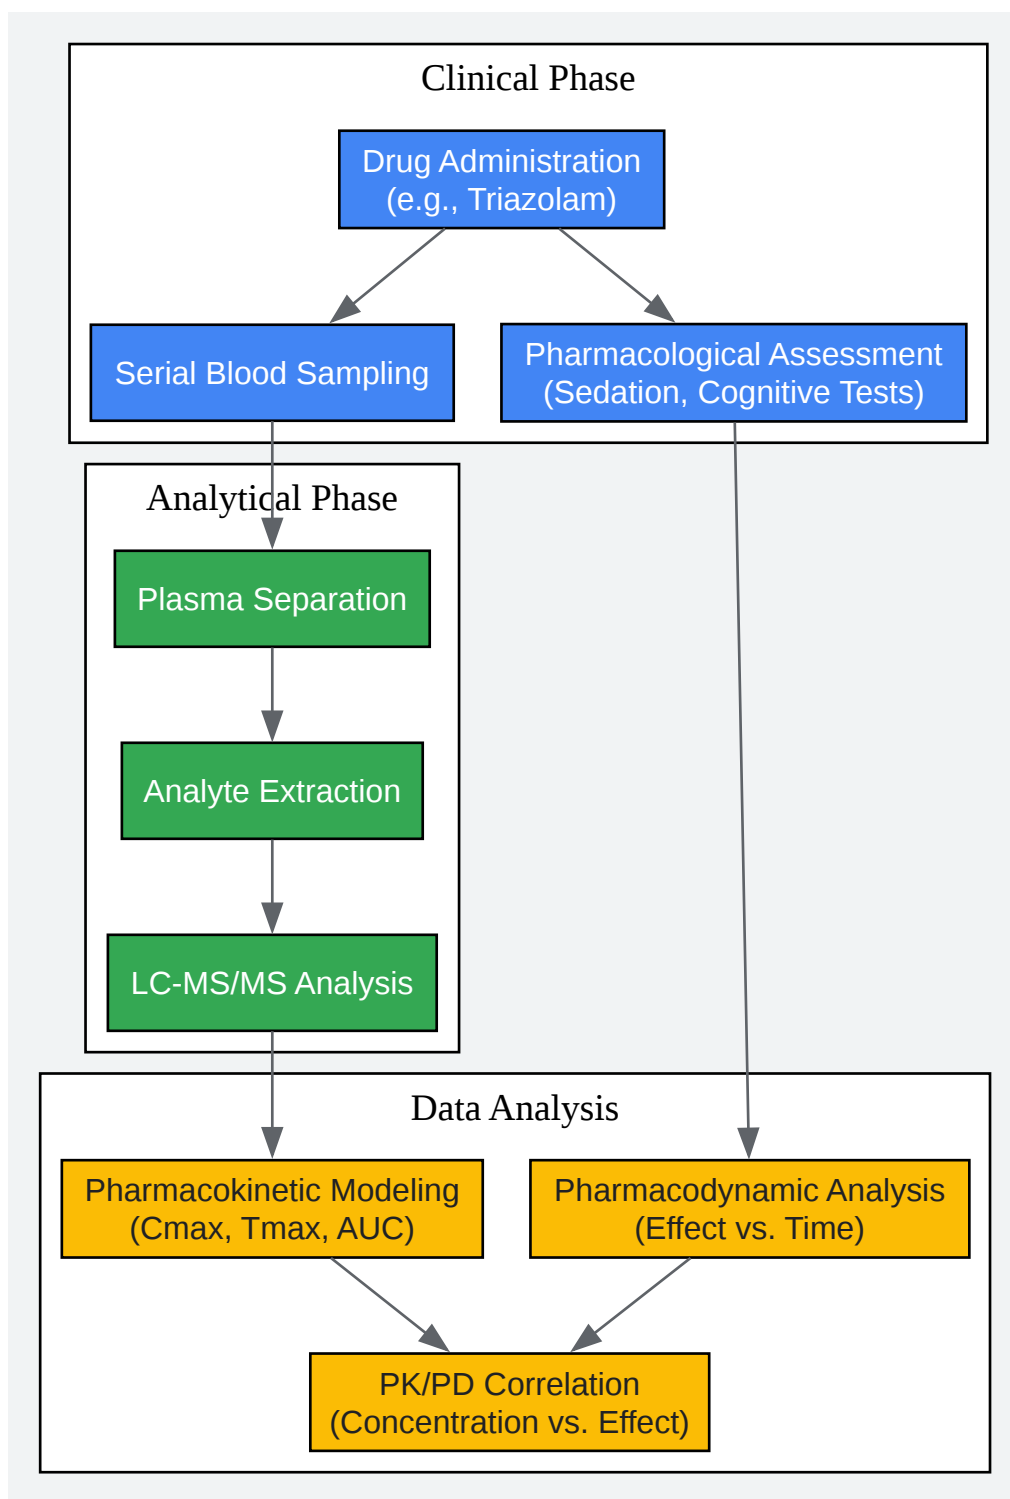 Clinical Phase
Drug Administration
(e.g., Triazolam)
Serial Blood Sampling
Pharmacological Assessment
(Sedation, Cognitive Tests)
Analytical Phase
Plasma Separation
Analyte Extraction
LC-MS/MS Analysis
Data Analysis
Pharmacokinetic Modeling
(Cmax, Tmax, AUC)
Pharmacodynamic Analysis
(Effect vs. Time)
PK/PD Correlation
(Concentration vs. Effect)